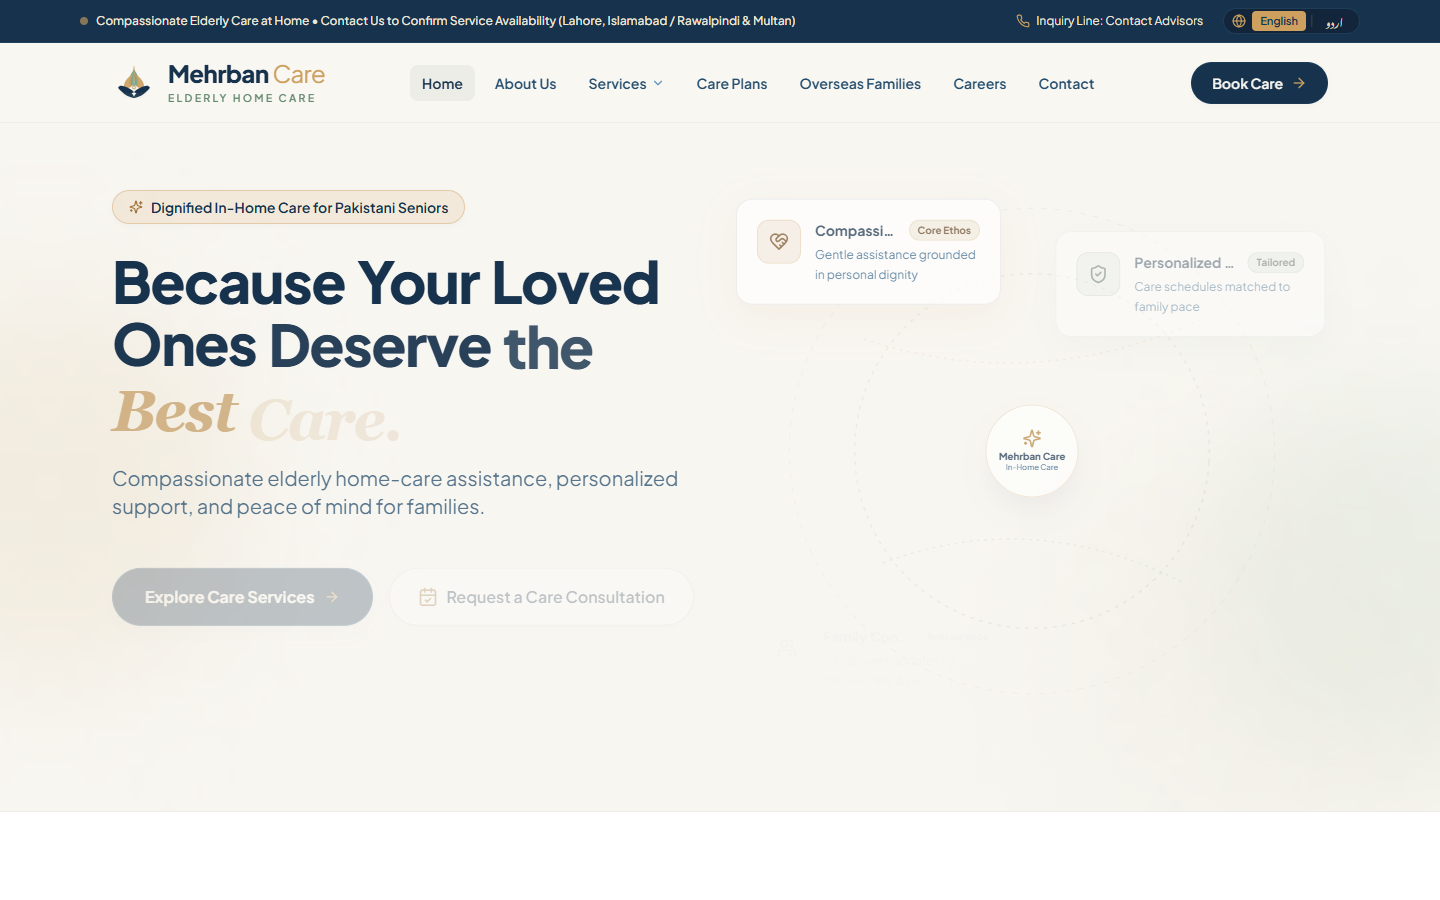 Compassionate Elderly Care at Home • Contact Us to Confirm Service Availability (Lahore, Islamabad / Rawalpindi & Multan)
Inquiry Line: Contact Advisors
English
اردو
Mehrban Care
ELDERLY HOME CARE
Home
About Us
Services
Care Plans
Overseas Families
Careers
Contact
Book Care
Dignified In-Home Care for Pakistani Seniors
Because Your Loved
Ones Deserve the
Best Care.
Compassionate elderly home-care assistance, personalized
support, and peace of mind for families.
Explore Care Services
Request a Care Consultation
Compassi...
Core Ethos
Gentle assistance grounded
in personal dignity
Personalized ...
Tailored
Care schedules matched to
family pace
Mehrban Care
In-Home Care